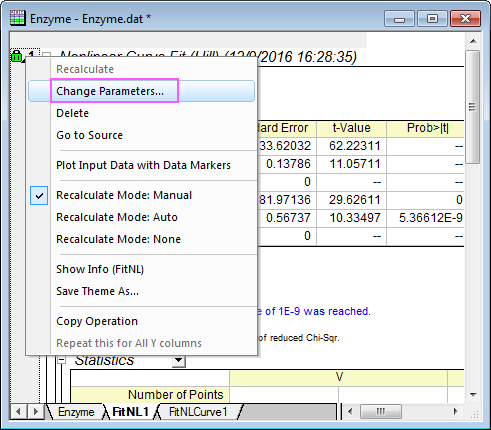 Enzyme - Enzyme.dat *
1 Nonlinear Curve Fit (Hill) (12/9/2016 16:28:35)
Recalculate
Change Parameters...
Delete
Go to Source
Plot Input Data with Data Markers
Recalculate Mode: Manual
Recalculate Mode: Auto
Recalculate Mode: None
Show Info (FitNL)
Save Theme As...
Copy Operation
Repeat this for All Y columns
dard Error t-Value Prob>|t|
33.62032 62.22311 --
0.13786 11.05711 --
0 -- --
81.97136 29.62611 0
0.56737 10.33497 5.36612E-9
0 -- --
e of 1E-9 was reached.
of reduced Chi-Sqr.
Statistics
V
Number of Points
Enzyme FitNL1 FitNLCurve1